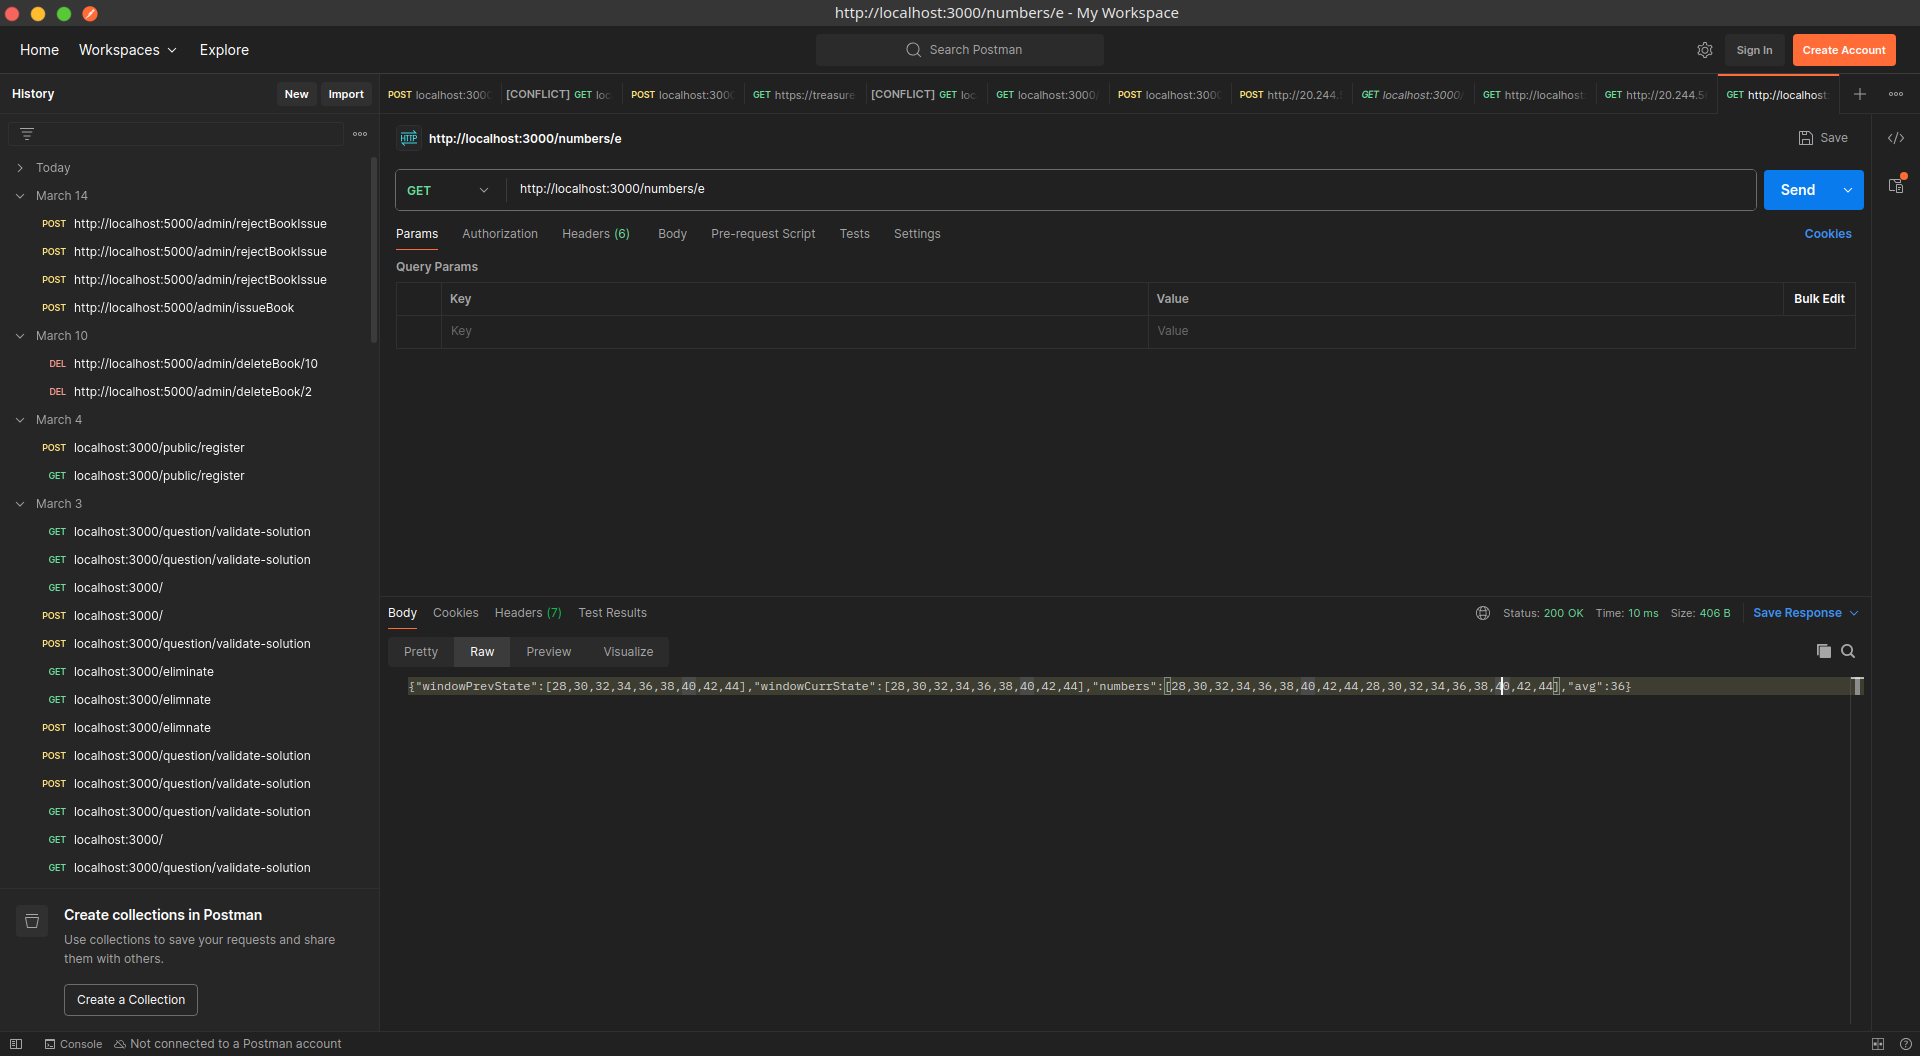 http://localhost:3000/numbers/e - My Workspace
Home Workspaces Explore Search Postman Sign In Create Account
History New Import
POST localhost:300 [CONFLICT] GET loc POST localhost:300 GET https://treasure [CONFLICT] GET loc GET localhost:3000/ POST localhost:300 POST http://20.244. GET localhost:3000/ GET http://localhost GET http://20.244.5 GET http://localhost:
HTTP http://localhost:3000/numbers/e Save
GET http://localhost:3000/numbers/e Send
Params Authorization Headers (6) Body Pre-request Script Tests Settings Cookies
Query Params
Key Value Bulk Edit
Key Value
Today
March 14
POST http://localhost:5000/admin/rejectBookIssue
POST http://localhost:5000/admin/rejectBookIssue
POST http://localhost:5000/admin/rejectBookIssue
POST http://localhost:5000/admin/issueBook
March 10
DEL http://localhost:5000/admin/deleteBook/10
DEL http://localhost:5000/admin/deleteBook/2
March 4
POST localhost:3000/public/register
GET localhost:3000/public/register
March 3
GET localhost:3000/question/validate-solution
GET localhost:3000/question/validate-solution
GET localhost:3000/
POST localhost:3000/
POST localhost:3000/question/validate-solution
GET localhost:3000/eliminate
GET localhost:3000/elimnate
POST localhost:3000/elimnate
POST localhost:3000/question/validate-solution
POST localhost:3000/question/validate-solution
GET localhost:3000/question/validate-solution
GET localhost:3000/
GET localhost:3000/question/validate-solution
Create collections in Postman
Use collections to save your requests and share
them with others.
Create a Collection
Body Cookies Headers (7) Test Results Status: 200 OK Time: 10 ms Size: 406 B Save Response
Pretty Raw Preview Visualize
{"windowPrevState":[28,30,32,34,36,38,40,42,44],"windowCurrState":[28,30,32,34,36,38,40,42,44],"numbers":[28,30,32,34,36,38,40,42,44,28,30,32,34,36,38,40,42,44],"avg":36}
Console Not connected to a Postman account